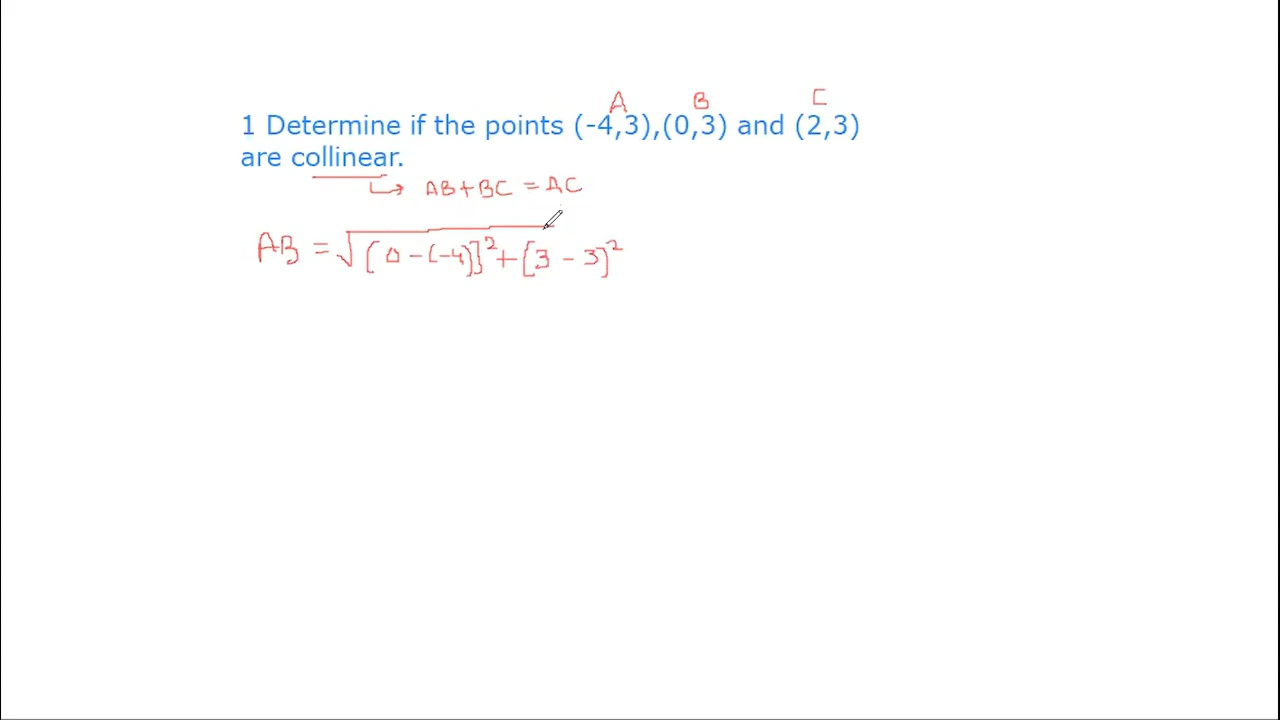 A B C
1 Determine if the points (-4,3),(0,3) and (2,3)
are collinear.
AB+BC = AC
AB = √[0-(-4)]²+[3-3]²